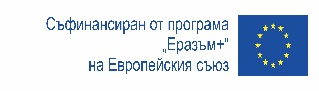 Съфинансиран от програма
„Еразъм+“
на Европейския съюз